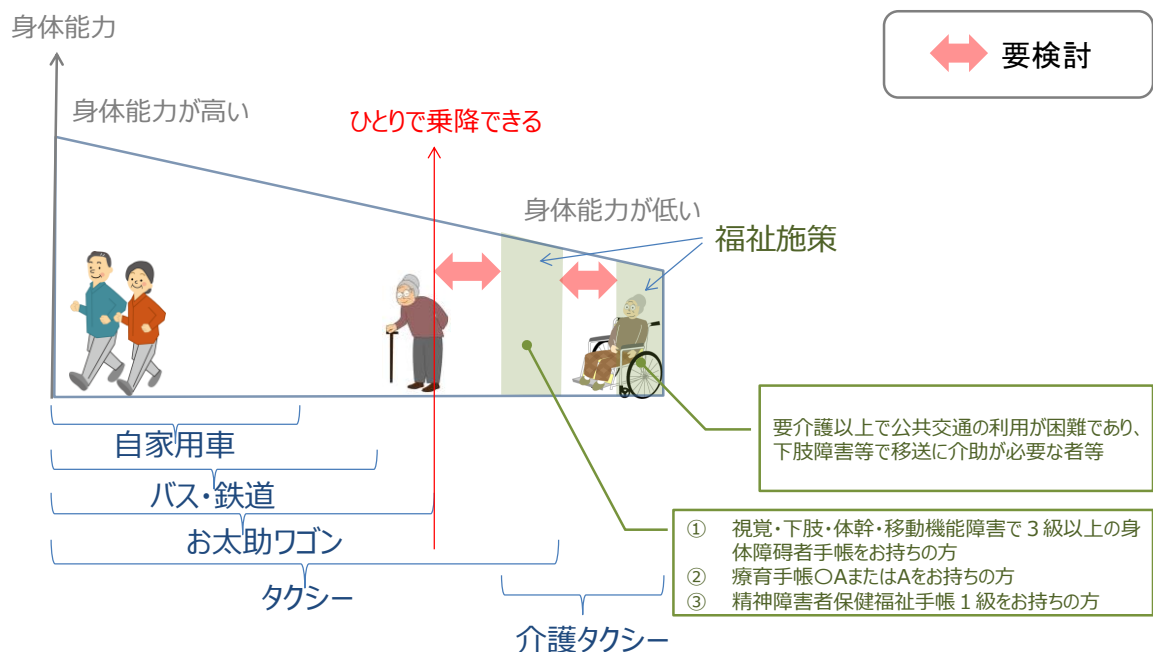 身体能力
要検討
身体能力が高い
ひとりで乗降できる
身体能力が低い
福祉施策
要介護以上で公共交通の利用が困難であり、
下肢障害等で移送に介助が必要な者等
自家用車
バス・鉄道
お太助ワゴン
タクシー
介護タクシー
① 視覚・下肢・体幹・移動機能障害で３級以上の身
体障碍者手帳をお持ちの方
② 療育手帳〇AまたはAをお持ちの方
③ 精神障害者保健福祉手帳１級をお持ちの方